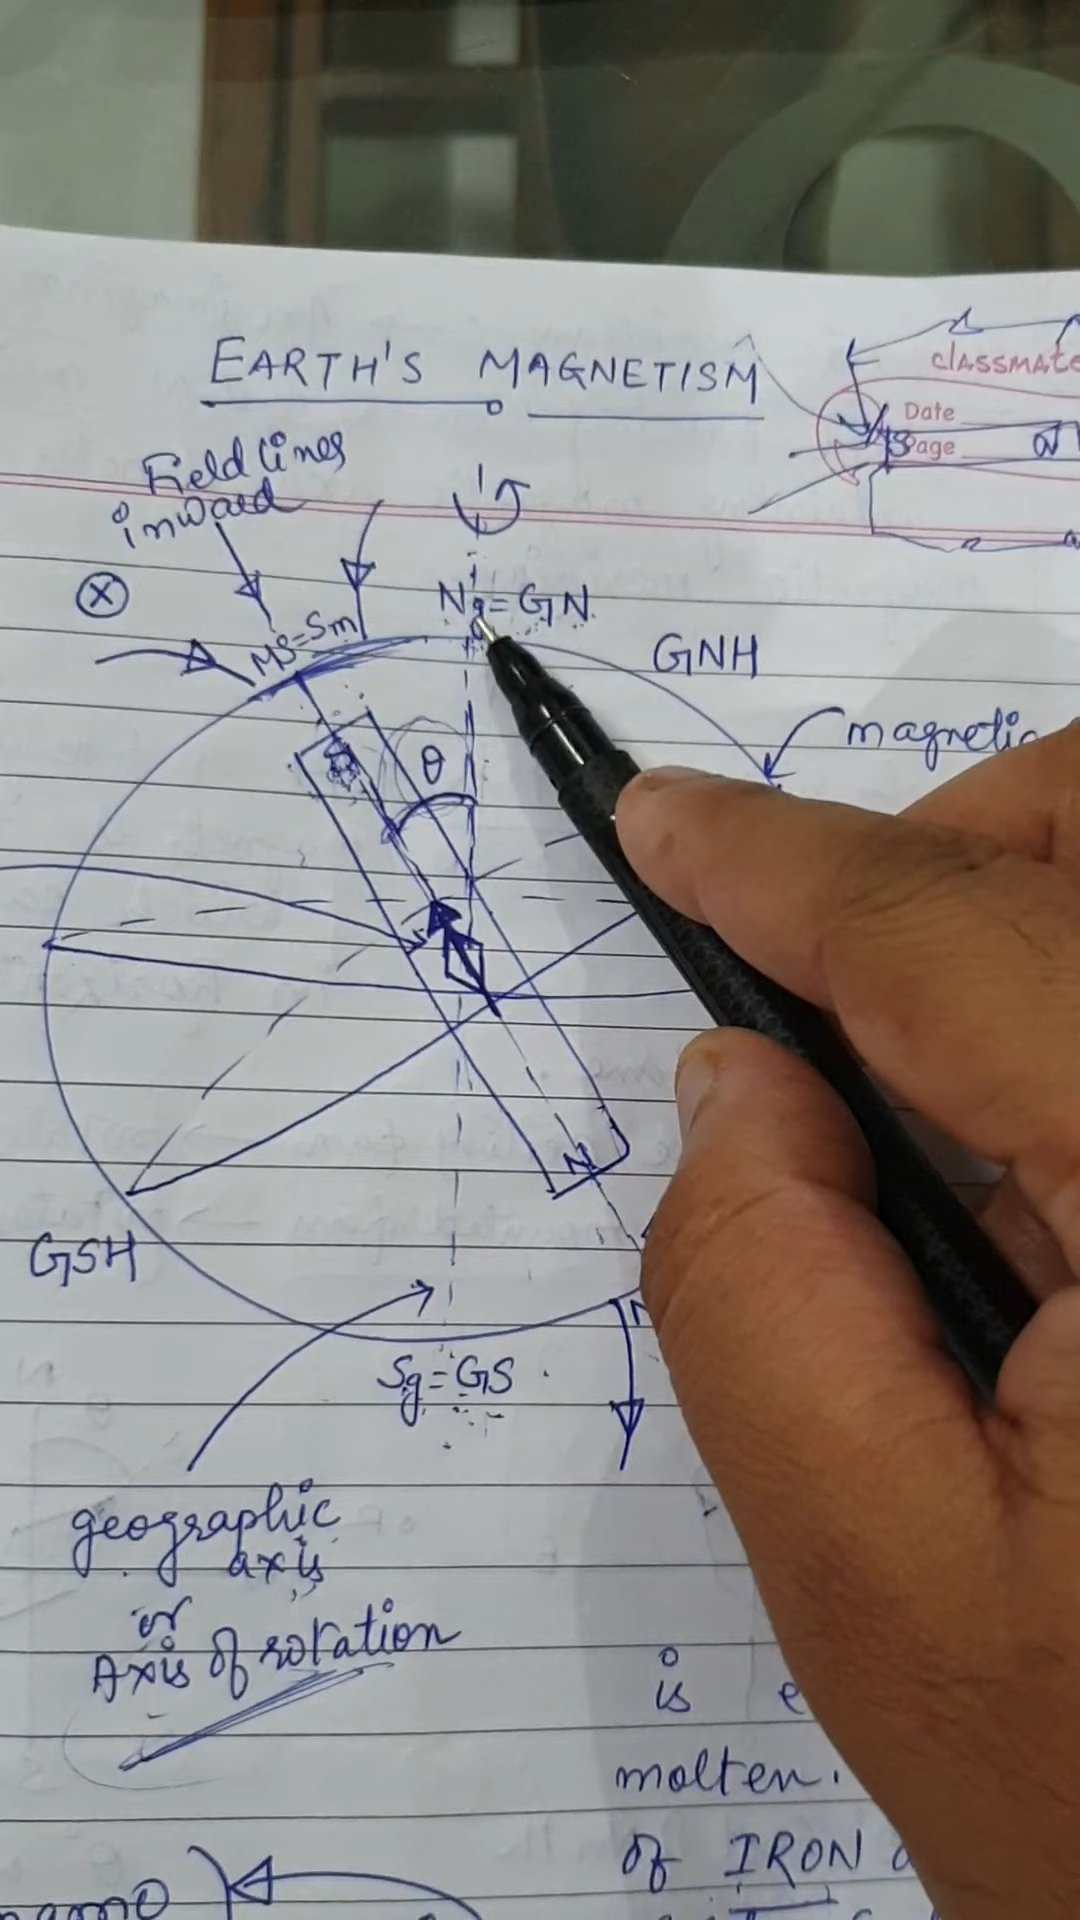 EARTH'S MAGNETISM
classmate
Date
Page
Field lines
inward
Ng=GN
MS=Sm
GNH
magnetic
θ
N
GSH
Sg=GS
geographic
axis
or
Axis of rotation
is
molten.
of IRON